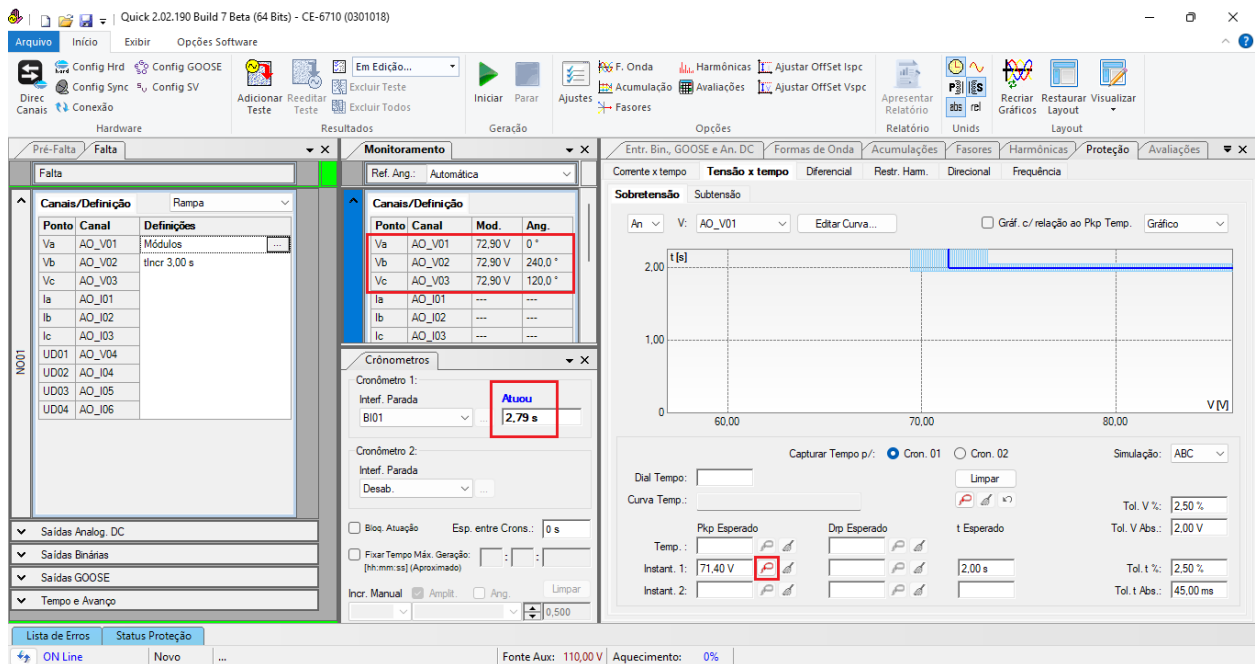 Quick 2.02.190 Build 7 Beta (64 Bits) - CE-6710 (0301018)
Arquivo Início Exibir Opções Software
Direc Canais
Config Hrd Config GOOSE
Config Sync Config SV
Conexão
Hardware
Adicionar Teste
Reeditar Teste
Em Edição...
Excluir Teste
Excluir Todos
Resultados
Iniciar Parar
Geração
Ajustes
F. Onda Harmônicas Ajustar OffSet Ispc
Acumulação Avaliações Ajustar OffSet Vspc
Fasores
Opções
Apresentar Relatório
Relatório
abs rel
Unids
Recriar Gráficos
Restaurar Layout
Visualizar
Layout
Pré-Falta Falta
Falta
Canais/Definição Rampa
Ponto Canal Definições
Va AO_V01 Módulos ...
Vb AO_V02 tIncr 3,00 s
Vc AO_V03
Ia AO_I01
Ib AO_I02
Ic AO_I03
UD01 AO_V04
UD02 AO_I04
UD03 AO_I05
UD04 AO_I06
NO01
Saídas Analog. DC
Saídas Binárias
Saídas GOOSE
Tempo e Avanço
Monitoramento
Ref. Ang.: Automática
Canais/Definição
Ponto Canal Mod. Ang.
Va AO_V01 72,90 V 0 °
Vb AO_V02 72,90 V 240,0 °
Vc AO_V03 72,90 V 120,0 °
Ia AO_I01 --- ---
Ib AO_I02 --- ---
Ic AO_I03 --- ---
Crônometros
Cronômetro 1:
Interf. Parada Atuou
BI01 ... 2,79 s
Cronômetro 2:
Interf. Parada
Desab. ...
Bloq. Atuação Esp. entre Crons.: 0 s
Fixar Tempo Máx. Geração: : :
[hh:mm:ss] (Aproximado)
Incr. Manual Amplit. Ang. Limpar
0,500
Entr. Bin., GOOSE e An. DC Formas de Onda Acumulações Fasores Harmônicas Proteção Avaliações
Corrente x tempo Tensão x tempo Diferencial Restr. Harm. Direcional Frequência
Sobretensão Subtensão
An V: AO_V01 Editar Curva... Gráf. c/ relação ao Pkp Temp. Gráfico
t [s]
2,00
1,00
0
60,00 70,00 80,00
V [V]
Capturar Tempo p/: Cron. 01 Cron. 02 Simulação: ABC
Dial Tempo: Limpar
Curva Temp.: Tol. V %: 2,50 %
Pkp Esperado Drp Esperado t Esperado Tol. V Abs.: 2,00 V
Temp. :
Instant. 1: 71,40 V 2,00 s Tol. t %: 2,50 %
Instant. 2: Tol. t Abs.: 45,00 ms
Lista de Erros Status Proteção
ON Line Novo ... Fonte Aux: 110,00 V Aquecimento: 0%